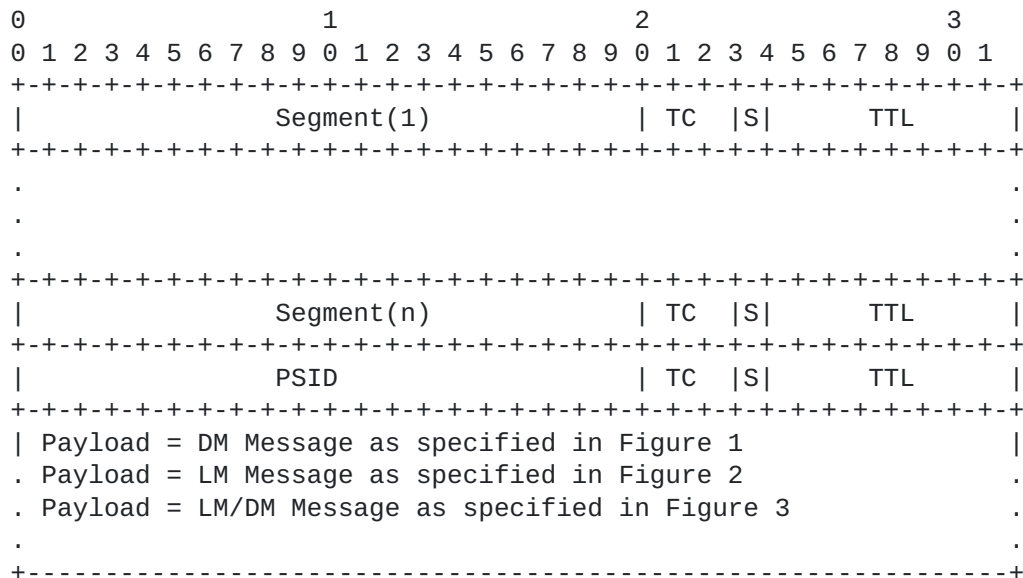 0                   1                   2                   3
0 1 2 3 4 5 6 7 8 9 0 1 2 3 4 5 6 7 8 9 0 1 2 3 4 5 6 7 8 9 0 1
+-+-+-+-+-+-+-+-+-+-+-+-+-+-+-+-+-+-+-+-+-+-+-+-+-+-+-+-+-+-+-+-+
|                Segment(1)             | TC  |S|      TTL      |
+-+-+-+-+-+-+-+-+-+-+-+-+-+-+-+-+-+-+-+-+-+-+-+-+-+-+-+-+-+-+-+-+
.                                                               .
.                                                               .
.                                                               .
+-+-+-+-+-+-+-+-+-+-+-+-+-+-+-+-+-+-+-+-+-+-+-+-+-+-+-+-+-+-+-+-+
|                Segment(n)             | TC  |S|      TTL      |
+-+-+-+-+-+-+-+-+-+-+-+-+-+-+-+-+-+-+-+-+-+-+-+-+-+-+-+-+-+-+-+-+
|                PSID                   | TC  |S|      TTL      |
+-+-+-+-+-+-+-+-+-+-+-+-+-+-+-+-+-+-+-+-+-+-+-+-+-+-+-+-+-+-+-+-+
| Payload = DM Message as specified in Figure 1                 |
. Payload = LM Message as specified in Figure 2                 .
. Payload = LM/DM Message as specified in Figure 3              .
.                                                               .
+---------------------------------------------------------------+